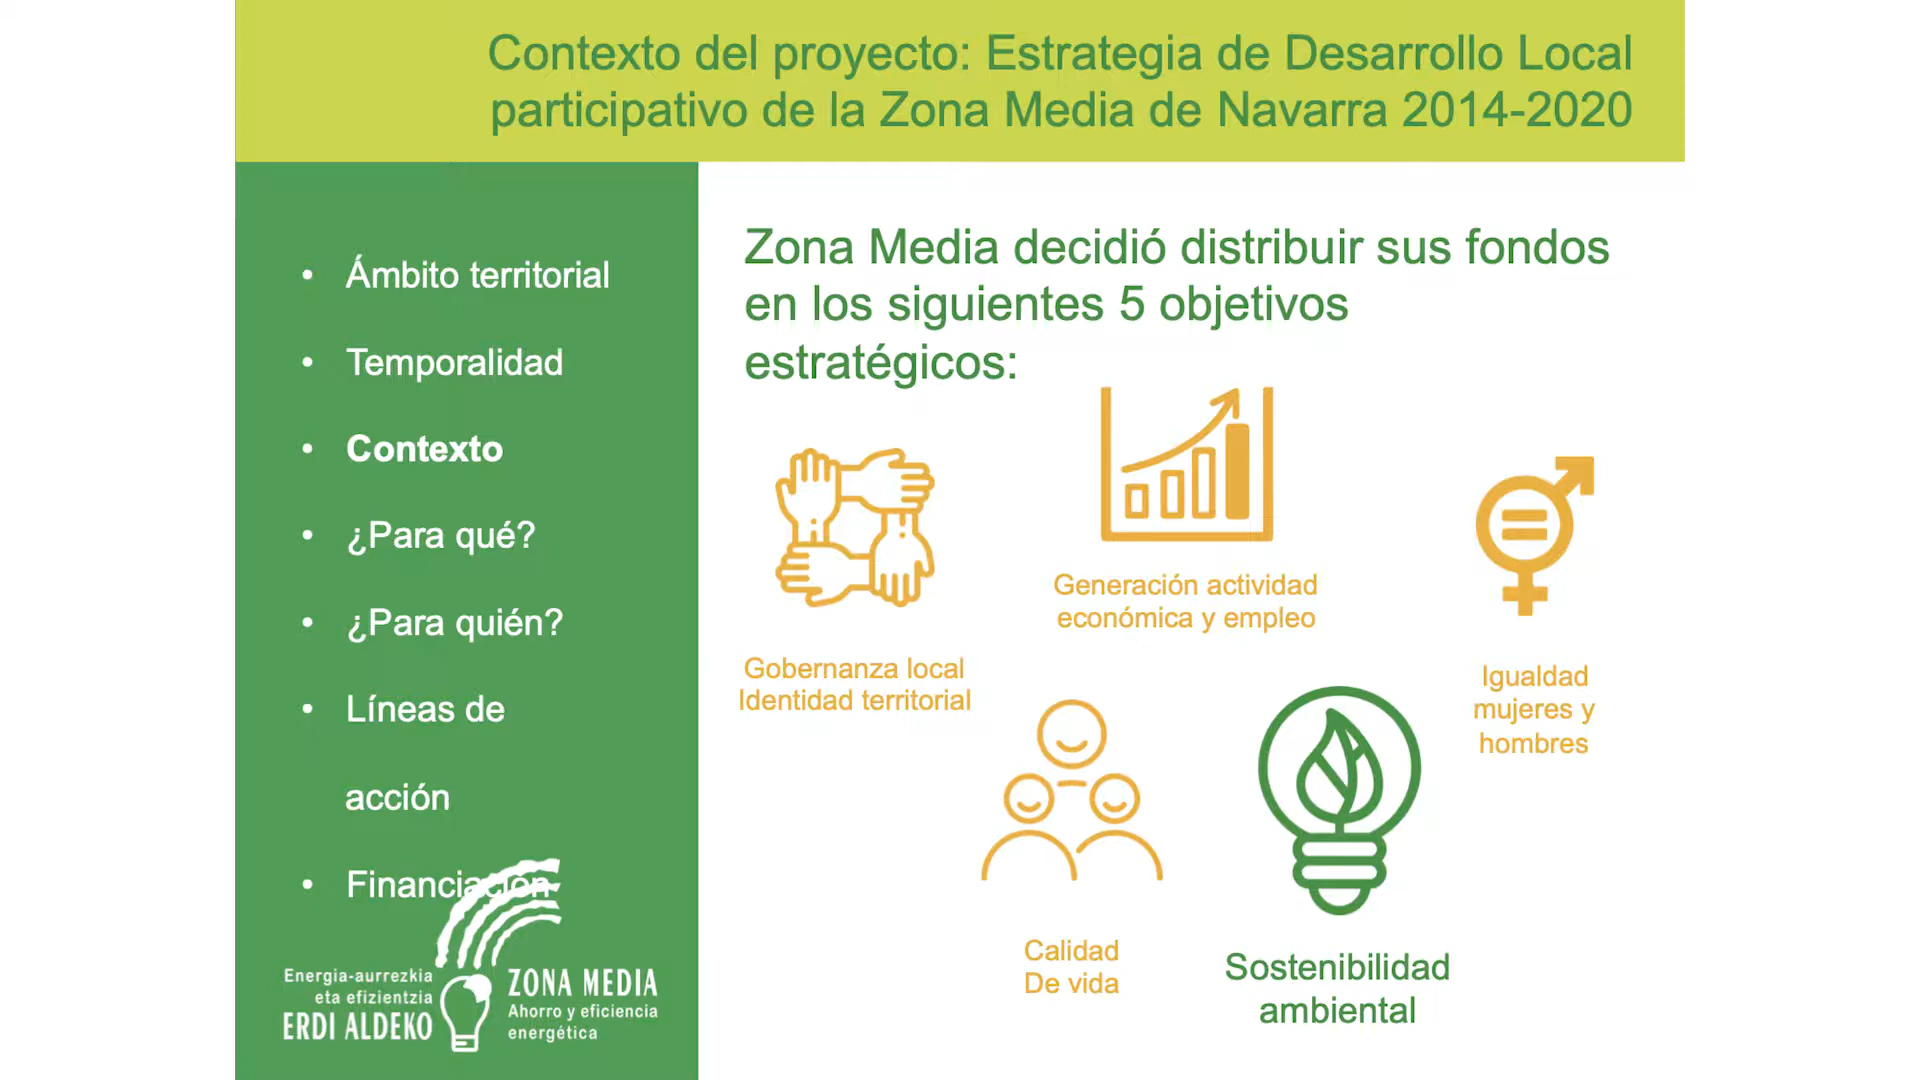 Contexto del proyecto: Estrategia de Desarrollo Local
participativo de la Zona Media de Navarra 2014-2020
• Ámbito territorial
• Temporalidad
• Contexto
• ¿Para qué?
• ¿Para quién?
• Líneas de
acción
• Financiación
Energia-aurrezkia
eta efizientzia
ERDI ALDEKO
ZONA MEDIA
Ahorro y eficiencia
energética
Zona Media decidió distribuir sus fondos
en los siguientes 5 objetivos
estratégicos:
Gobernanza local
Identidad territorial
Generación actividad
económica y empleo
Igualdad
mujeres y
hombres
Calidad
De vida
Sostenibilidad
ambiental